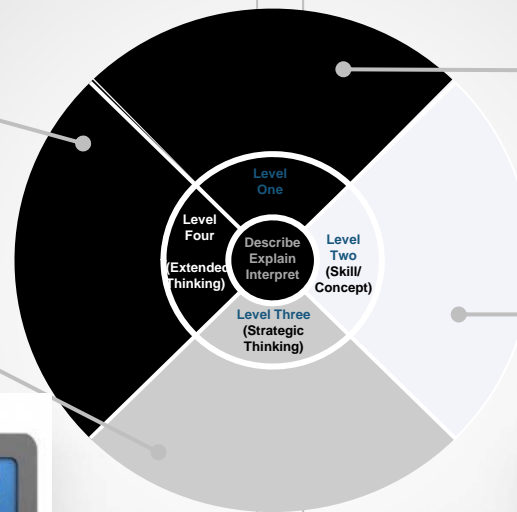 Level
One
Level
Four
(Extended
Thinking)
Describe
Explain
Interpret
Level
Two
(Skill/
Concept)
Level Three
(Strategic
Thinking)